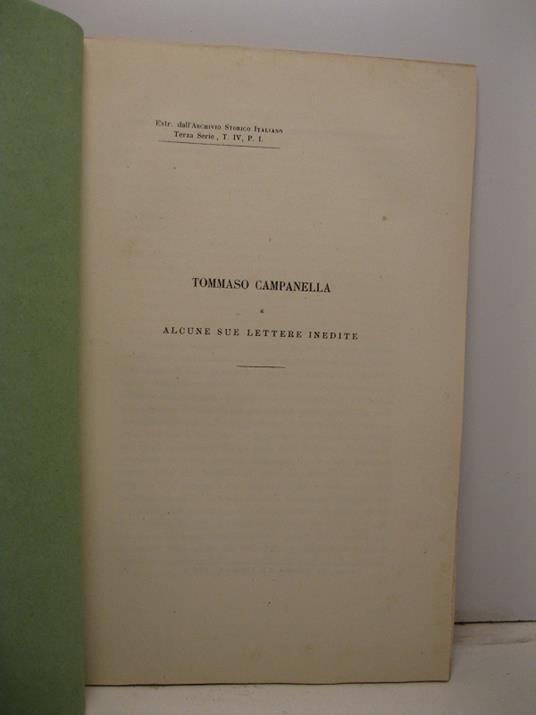 Estr. dall'ARCHIVIO STORICO ITALIANO
Terza Serie, T. IV, P. I.
TOMMASO CAMPANELLA
E
ALCUNE SUE LETTERE INEDITE